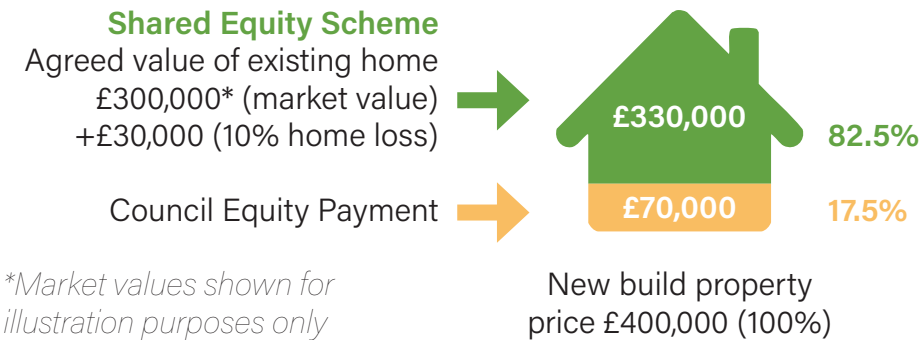 Shared Equity Scheme
Agreed value of existing home
£300,000* (market value)
+£30,000 (10% home loss)
£330,000
82.5%
Council Equity Payment
£70,000
17.5%
*Market values shown for
illustration purposes only
New build property
price £400,000 (100%)